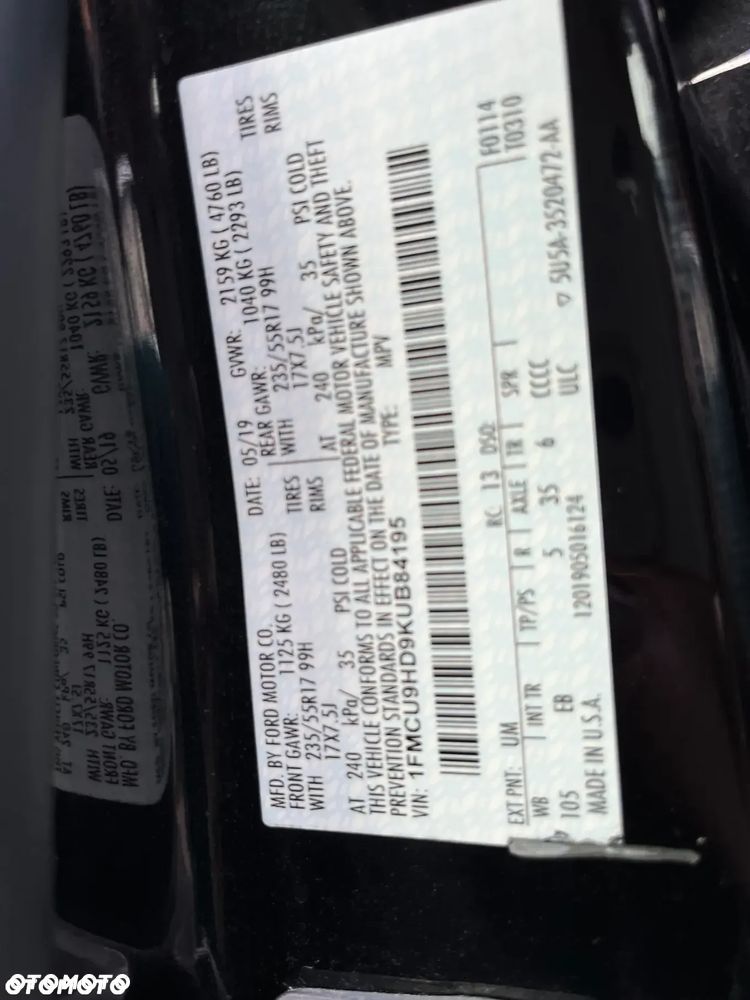 MFD. BY FORD MOTOR CO.
DATE: 05/19 GVWR: 2159 KG ( 4760 LB)
FRONT GAWR: 1125 KG ( 2480 LB) REAR GAWR: 1040 KG ( 2293 LB)
WITH 235/55R17 99H TIRES WITH 235/55R17 99H TIRES
17X7.5J RIMS 17X7.5J RIMS
AT 240 kPa/ 35 PSI COLD AT 240 kPa/ 35 PSI COLD
THIS VEHICLE CONFORMS TO ALL APPLICABLE FEDERAL MOTOR VEHICLE SAFETY AND THEFT
PREVENTION STANDARDS IN EFFECT ON THE DATE OF MANUFACTURE SHOWN ABOVE.
VIN: 1FMCU9HD9KUB84195 TYPE: MPV
F0114
T0310
EXT PNT: UM RC: 13 DSO:
WB INT TR TP/PS R AXLE TR SPR
105 EB 5 35 6 CCCC
MADE IN U.S.A. 1201905016124 ULC
▽ 5U5A-3520472-AA
OTOMOTO